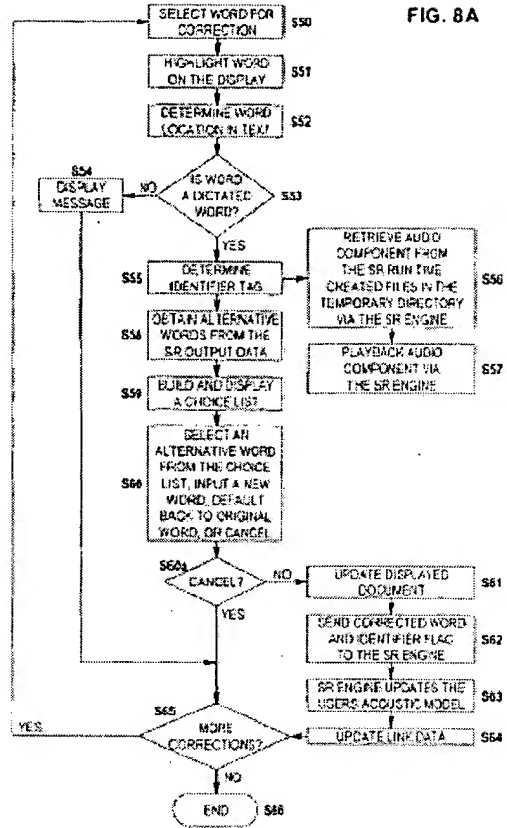 FIG. 8A
SELECT WORD FOR
CORRECTION
S50
HIGHLIGHT WORD
ON THE DISPLAY
S51
DETERMINE WORD
LOCATION IN TEXT
S52
S54
DISPLAY
MESSAGE
NO
IS WORD
A DICTATED
WORD?
S53
YES
S55
DETERMINE
IDENTIFIER TAG
RETRIEVE AUDIO
COMPONENT FROM
THE SR RUN TIME
CREATED FILES IN THE
TEMPORARY DIRECTORY
VIA THE SR ENGINE
S56
PLAYBACK AUDIO
COMPONENT VIA
THE SR ENGINE
S57
S58
OBTAIN ALTERNATIVE
WORDS FROM THE
SR OUTPUT DATA
S59
BUILD AND DISPLAY
A CHOICE LIST
S60
SELECT AN
ALTERNATIVE WORD
FROM THE CHOICE
LIST, INPUT A NEW
WORD, DEFAULT
BACK TO ORIGINAL
WORD, OR CANCEL
S60a
CANCEL?
NO
YES
UPDATE DISPLAYED
DOCUMENT
S61
SEND CORRECTED WORD
AND IDENTIFIER FLAG
TO THE SR ENGINE
S62
SR ENGINE UPDATES THE
USERS ACOUSTIC MODEL
S63
UPDATE LINK DATA
S64
S65
YES
MORE
CORRECTIONS?
NO
END
S66